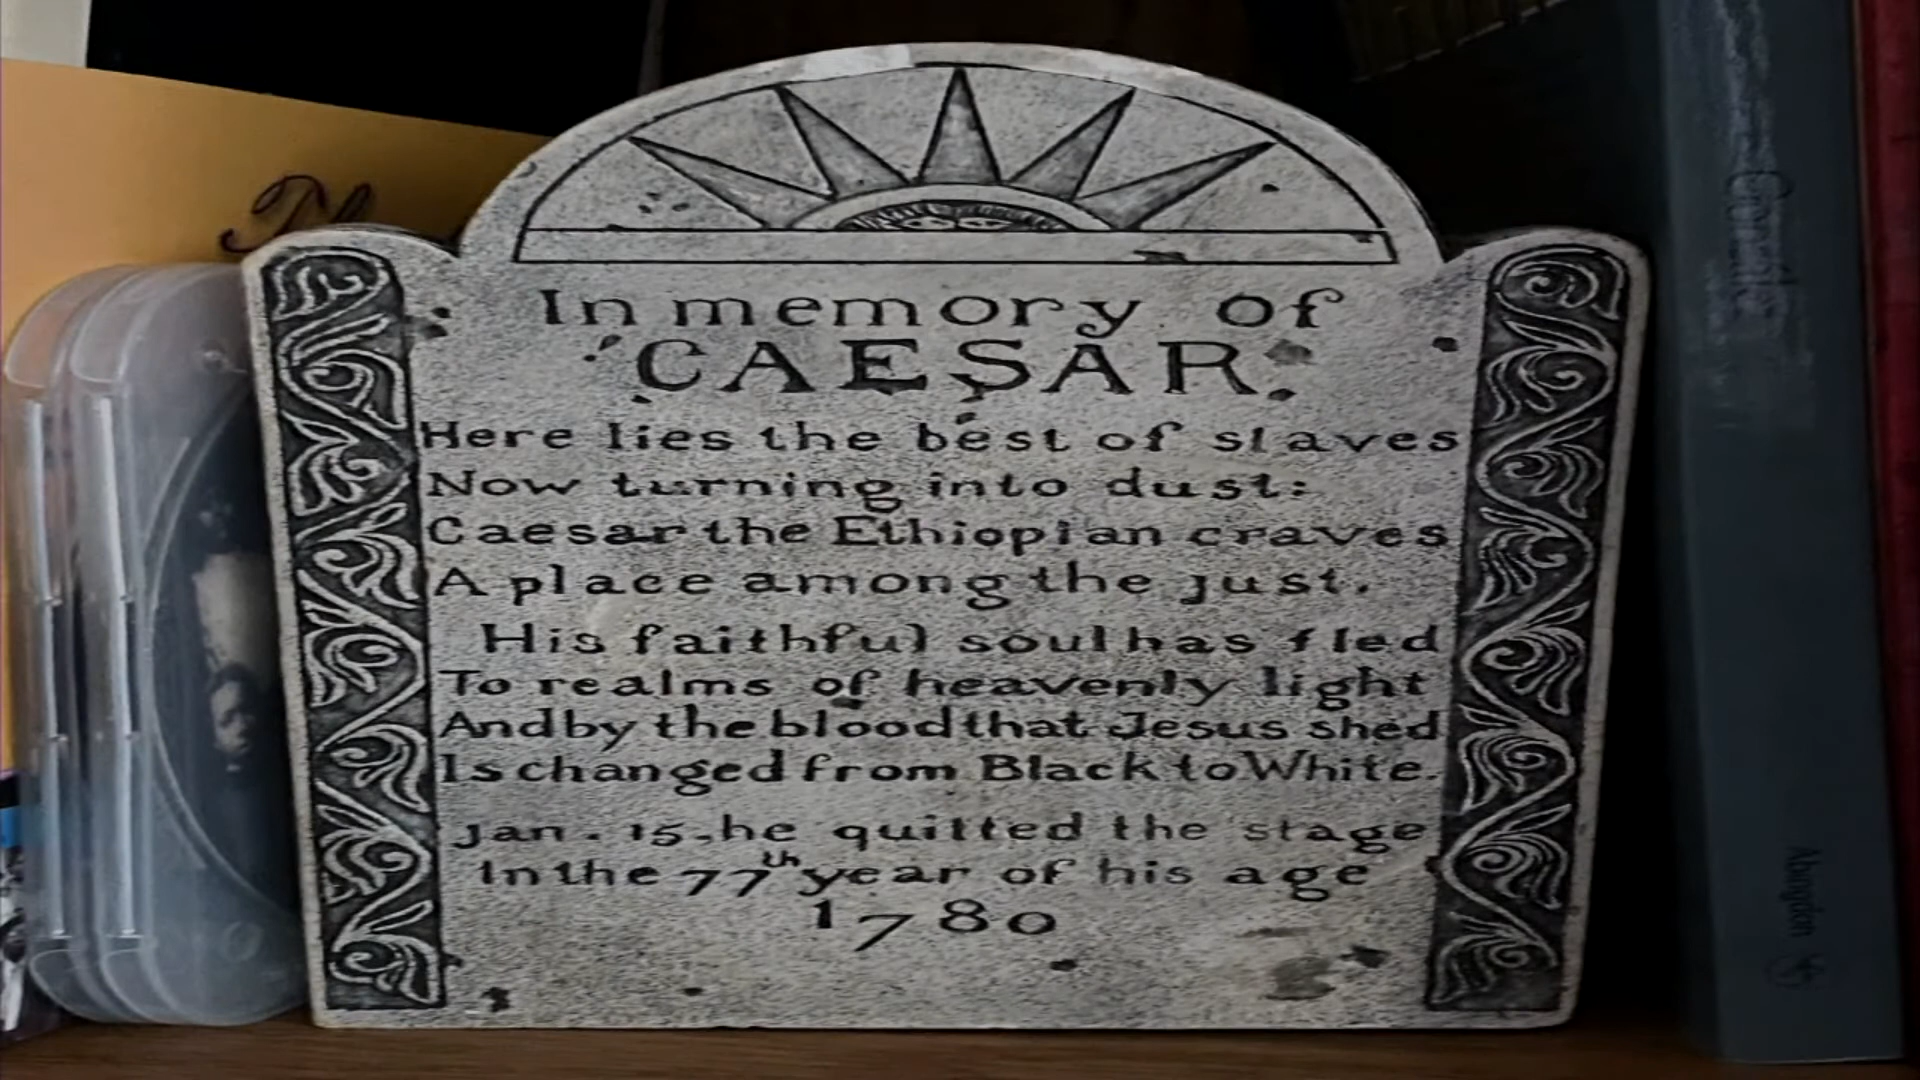 In memory of
CAESAR
Here lies the best of slaves
Now turning into dust:
Caesar the Ethiopian craves
A place among the just.
His faithful soul has fled
To realms of heavenly light
And by the blood that Jesus shed
Is changed from Black to White.
Jan. 15, he quitted the stage
In the 77th year of his age
1780
Abingdon